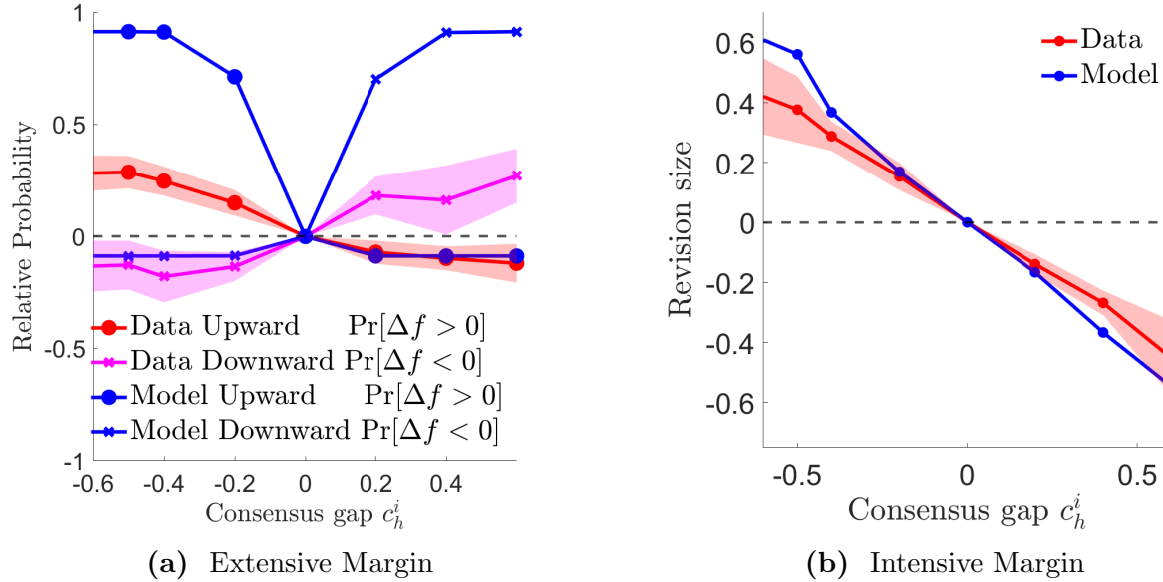 1
0.5
0
-0.5
-1
Relative Probability
Data Upward Pr[Δf > 0]
Data Downward Pr[Δf < 0]
Model Upward Pr[Δf > 0]
Model Downward Pr[Δf < 0]
-0.6 -0.4 -0.2 0 0.2 0.4
Consensus gap $c_h^i$
(a) Extensive Margin
0.6
0.4
0.2
0
-0.2
-0.4
-0.6
Revision size
Data
Model
-0.5 0 0.5
Consensus gap $c_h^i$
(b) Intensive Margin